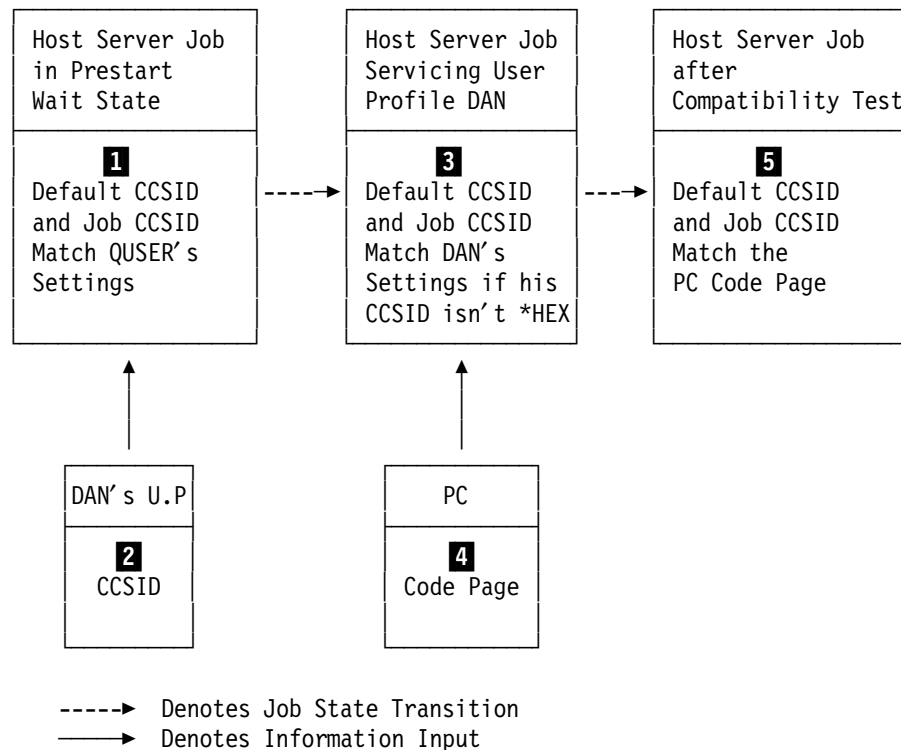 Host Server Job
in Prestart
Wait State
1
Default CCSID
and Job CCSID
Match QUSER's
Settings
Host Server Job
Servicing User
Profile DAN
3
Default CCSID
and Job CCSID
Match DAN's
Settings if his
CCSID isn't *HEX
Host Server Job
after
Compatibility Test
5
Default CCSID
and Job CCSID
Match the
PC Code Page
DAN's U.P
2
CCSID
PC
4
Code Page
Denotes Job State Transition
Denotes Information Input